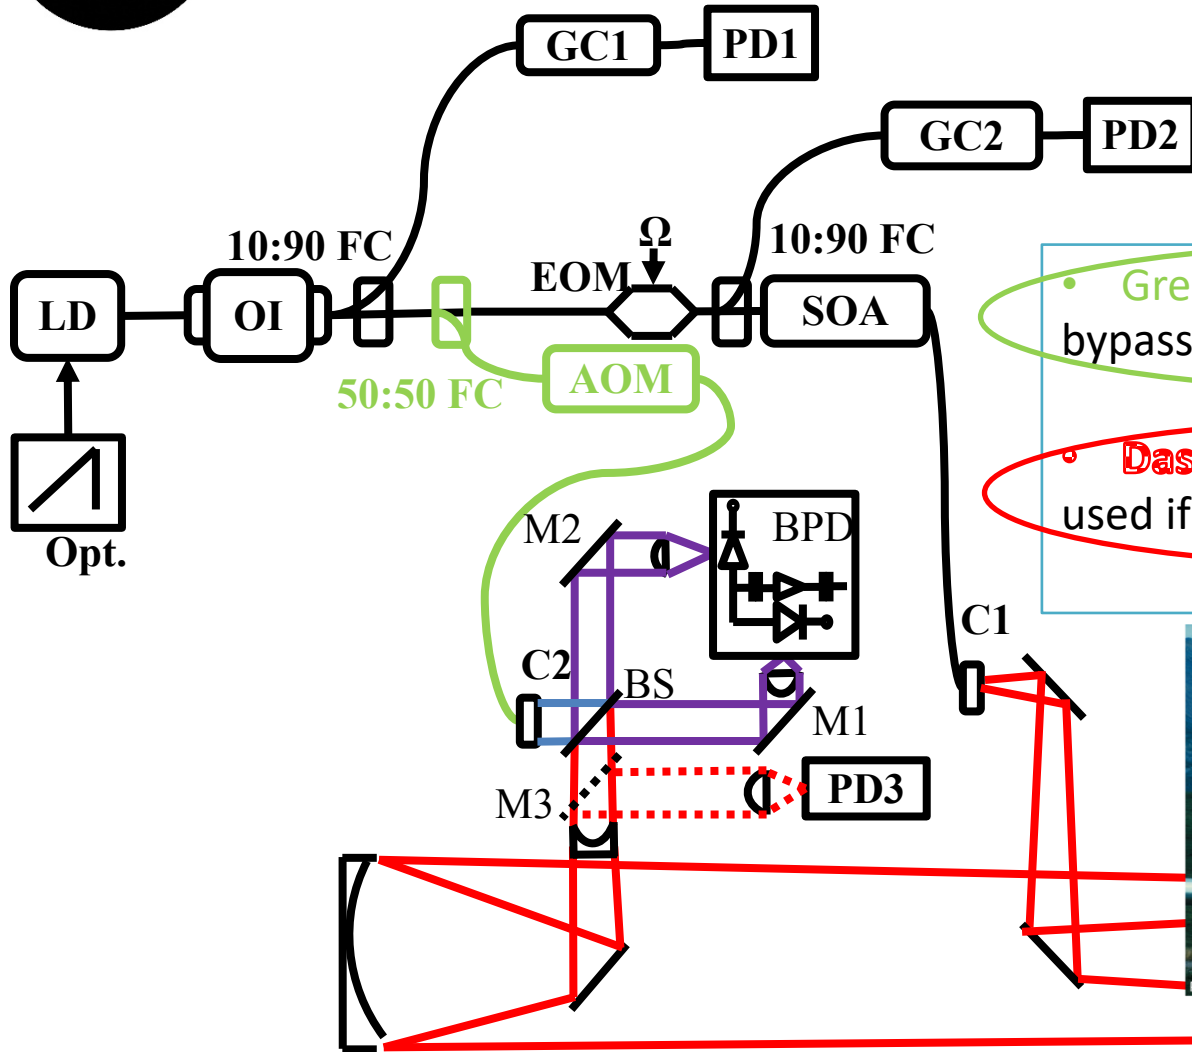 GC1
PD1
GC2
PD2
10:90 FC
Ω
10:90 FC
EOM
LD
OI
SOA
• Gre
bypass
50:50 FC
AOM
• Das
used if
Opt.
M2
BPD
C1
C2
BS
M1
M3
PD3